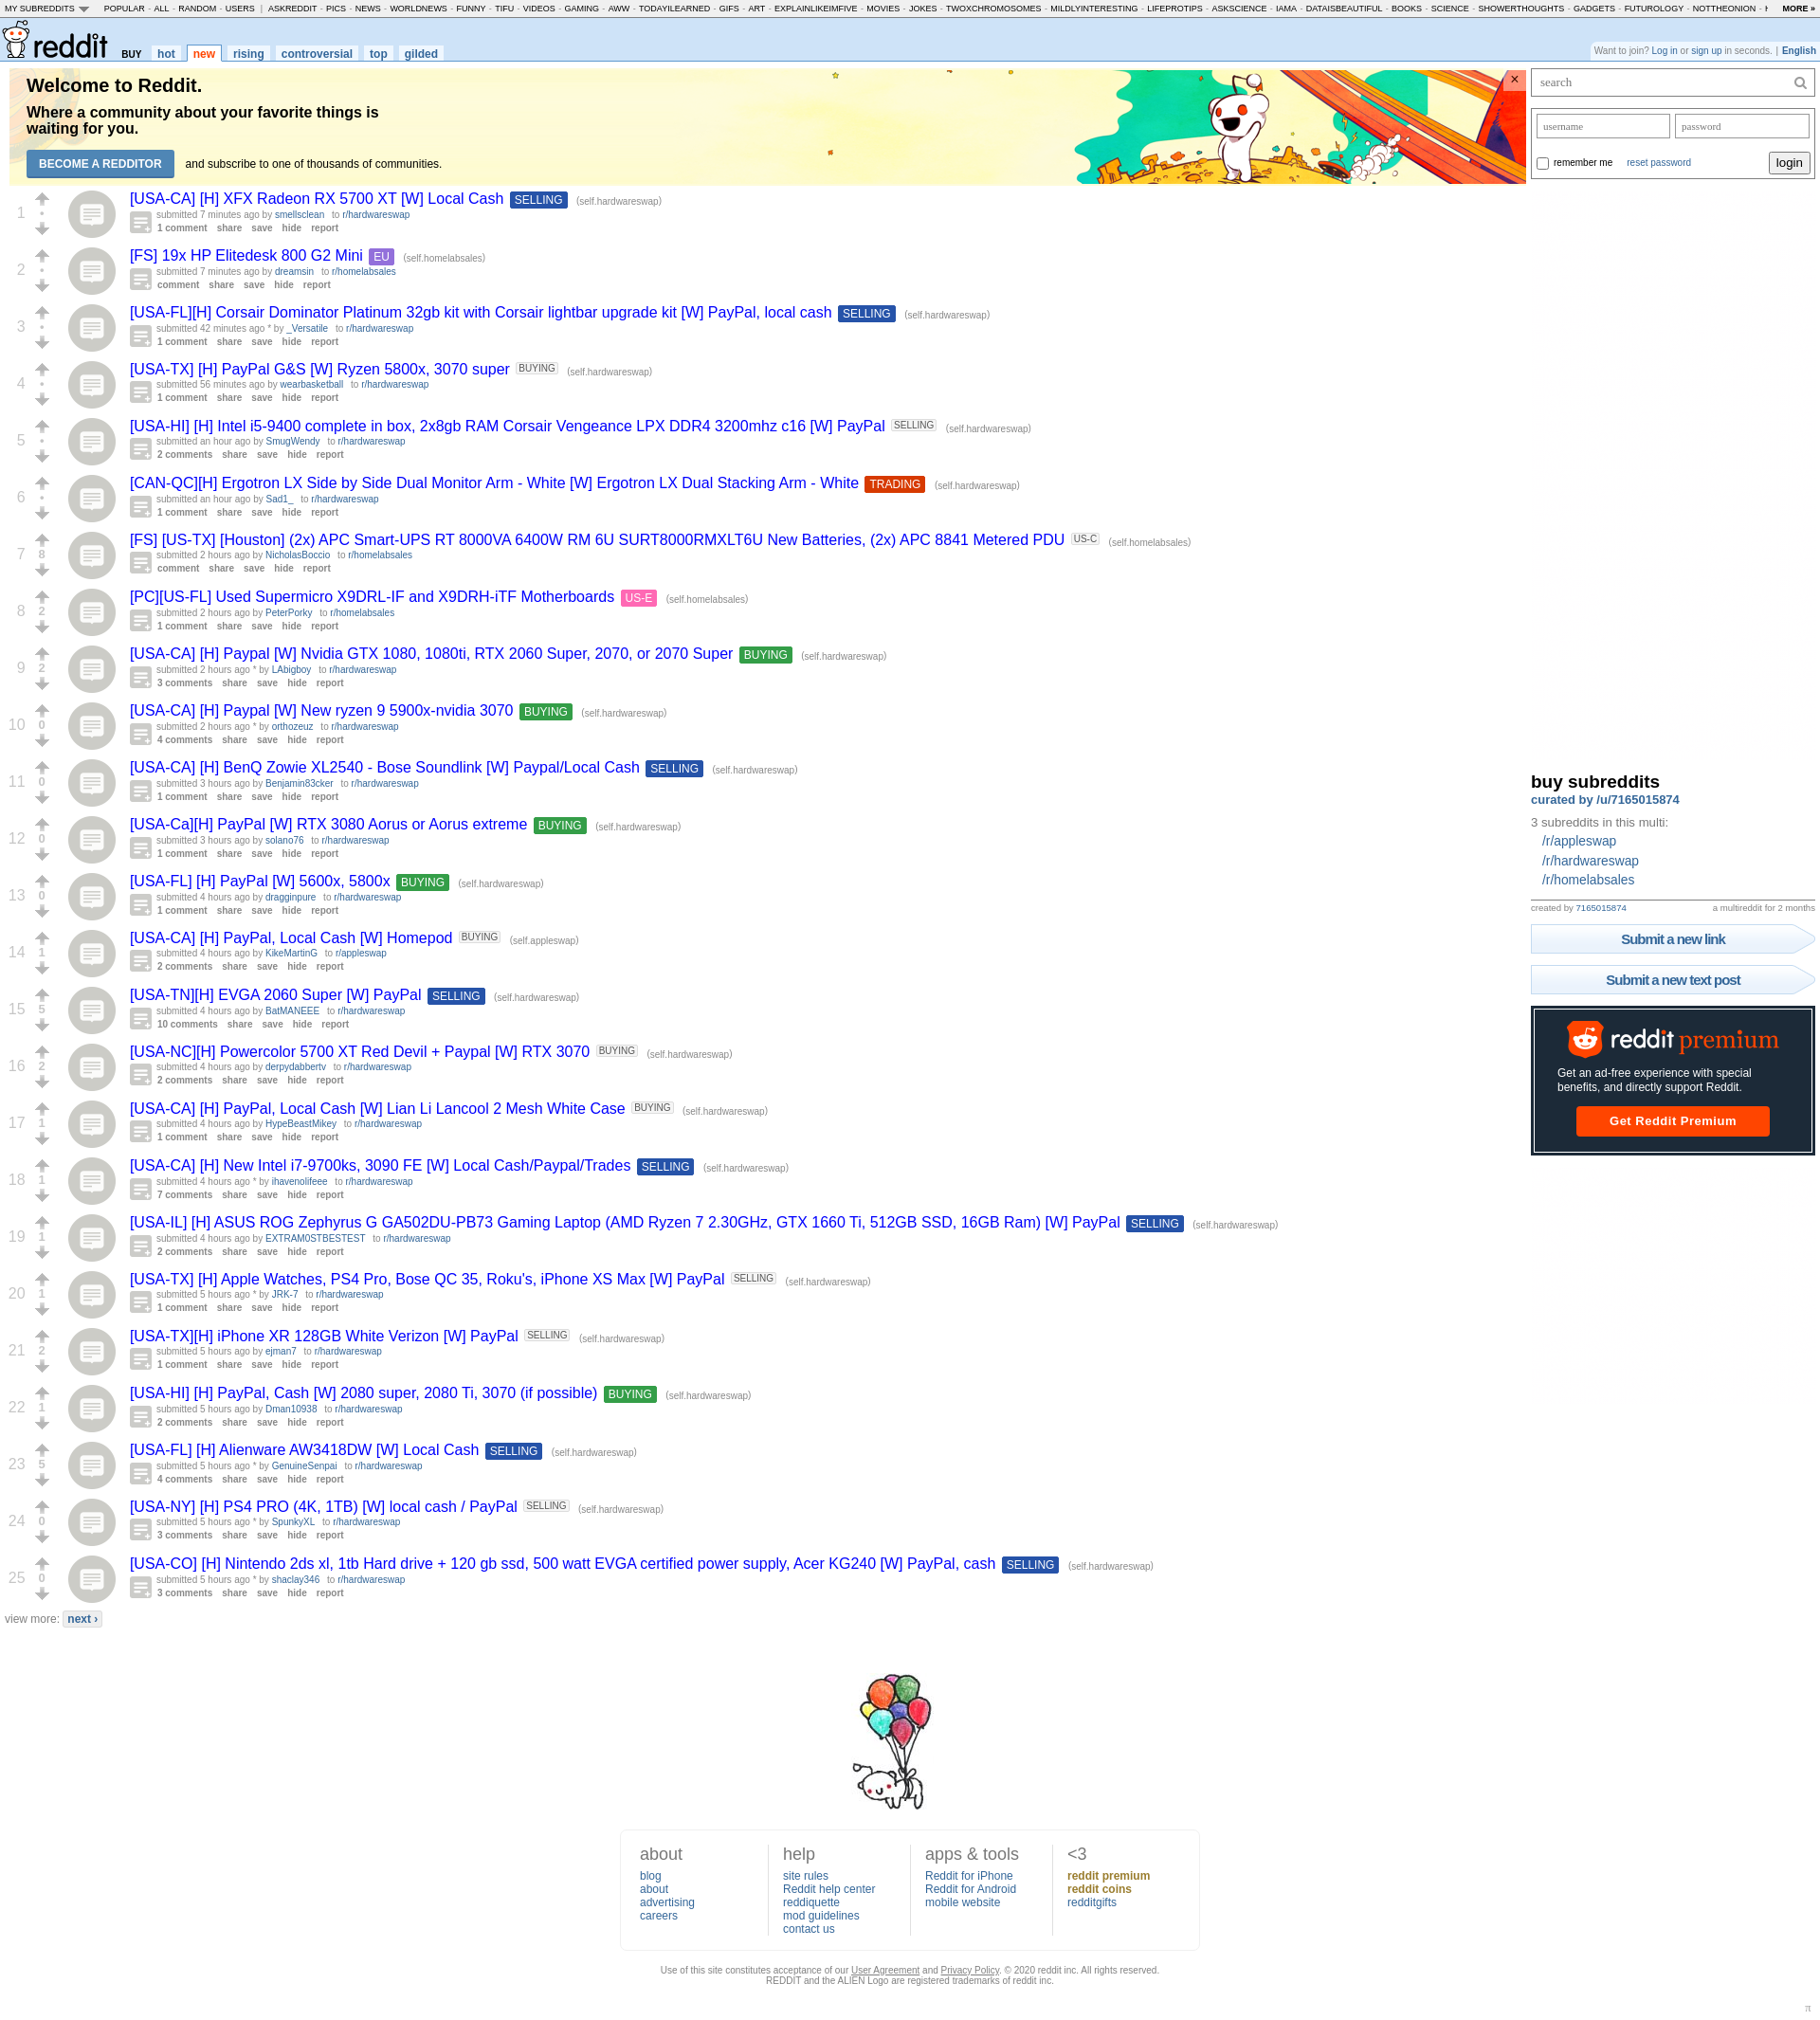 MY SUBREDDITS POPULAR - ALL - RANDOM - USERS | ASKREDDIT - PICS - NEWS - WORLDNEWS - FUNNY - TIFU - VIDEOS - GAMING - AWW - TODAYILEARNED - GIFS - ART - EXPLAINLIKEIMFIVE - MOVIES - JOKES - TWOXCHROMOSOMES - MILDLYINTERESTING - LIFEPROTIPS - ASKSCIENCE - IAMA - DATAISBEAUTIFUL - BOOKS - SCIENCE - SHOWERTHOUGHTS - GADGETS - FUTUROLOGY - NOTTHEONION - MORE »
reddit BUY hot new rising controversial top gilded
Want to join? Log in or sign up in seconds. | English
Welcome to Reddit.
Where a community about your favorite things is
waiting for you.
BECOME A REDDITOR and subscribe to one of thousands of communities.
×
search
username password
remember me reset password login
1 [USA-CA] [H] XFX Radeon RX 5700 XT [W] Local Cash SELLING (self.hardwareswap)
• submitted 7 minutes ago by smellsclean to r/hardwareswap
1 comment share save hide report
2 [FS] 19x HP Elitedesk 800 G2 Mini EU (self.homelabsales)
• submitted 7 minutes ago by dreamsin to r/homelabsales
comment share save hide report
3 [USA-FL][H] Corsair Dominator Platinum 32gb kit with Corsair lightbar upgrade kit [W] PayPal, local cash SELLING (self.hardwareswap)
• submitted 42 minutes ago * by _Versatile to r/hardwareswap
1 comment share save hide report
4 [USA-TX] [H] PayPal G&S [W] Ryzen 5800x, 3070 super BUYING (self.hardwareswap)
• submitted 56 minutes ago by wearbasketball to r/hardwareswap
1 comment share save hide report
5 [USA-HI] [H] Intel i5-9400 complete in box, 2x8gb RAM Corsair Vengeance LPX DDR4 3200mhz c16 [W] PayPal SELLING (self.hardwareswap)
• submitted an hour ago by SmugWendy to r/hardwareswap
2 comments share save hide report
6 [CAN-QC][H] Ergotron LX Side by Side Dual Monitor Arm - White [W] Ergotron LX Dual Stacking Arm - White TRADING (self.hardwareswap)
• submitted an hour ago by Sad1_ to r/hardwareswap
1 comment share save hide report
7 [FS] [US-TX] [Houston] (2x) APC Smart-UPS RT 8000VA 6400W RM 6U SURT8000RMXLT6U New Batteries, (2x) APC 8841 Metered PDU US-C (self.homelabsales)
8 submitted 2 hours ago by NicholasBoccio to r/homelabsales
comment share save hide report
8 [PC][US-FL] Used Supermicro X9DRL-IF and X9DRH-iTF Motherboards US-E (self.homelabsales)
2 submitted 2 hours ago by PeterPorky to r/homelabsales
1 comment share save hide report
9 [USA-CA] [H] Paypal [W] Nvidia GTX 1080, 1080ti, RTX 2060 Super, 2070, or 2070 Super BUYING (self.hardwareswap)
2 submitted 2 hours ago * by LAbigboy to r/hardwareswap
3 comments share save hide report
10 [USA-CA] [H] Paypal [W] New ryzen 9 5900x-nvidia 3070 BUYING (self.hardwareswap)
0 submitted 2 hours ago * by orthozeuz to r/hardwareswap
4 comments share save hide report
11 [USA-CA] [H] BenQ Zowie XL2540 - Bose Soundlink [W] Paypal/Local Cash SELLING (self.hardwareswap)
0 submitted 3 hours ago by Benjamin83cker to r/hardwareswap
1 comment share save hide report
12 [USA-Ca][H] PayPal [W] RTX 3080 Aorus or Aorus extreme BUYING (self.hardwareswap)
0 submitted 3 hours ago by solano76 to r/hardwareswap
1 comment share save hide report
13 [USA-FL] [H] PayPal [W] 5600x, 5800x BUYING (self.hardwareswap)
0 submitted 4 hours ago by dragginpure to r/hardwareswap
1 comment share save hide report
14 [USA-CA] [H] PayPal, Local Cash [W] Homepod BUYING (self.appleswap)
1 submitted 4 hours ago by KikeMartinG to r/appleswap
2 comments share save hide report
15 [USA-TN][H] EVGA 2060 Super [W] PayPal SELLING (self.hardwareswap)
5 submitted 4 hours ago by BatMANEEE to r/hardwareswap
10 comments share save hide report
16 [USA-NC][H] Powercolor 5700 XT Red Devil + Paypal [W] RTX 3070 BUYING (self.hardwareswap)
2 submitted 4 hours ago by derpydabbertv to r/hardwareswap
2 comments share save hide report
17 [USA-CA] [H] PayPal, Local Cash [W] Lian Li Lancool 2 Mesh White Case BUYING (self.hardwareswap)
1 submitted 4 hours ago by HypeBeastMikey to r/hardwareswap
1 comment share save hide report
18 [USA-CA] [H] New Intel i7-9700ks, 3090 FE [W] Local Cash/Paypal/Trades SELLING (self.hardwareswap)
1 submitted 4 hours ago * by ihavenolifeee to r/hardwareswap
7 comments share save hide report
19 [USA-IL] [H] ASUS ROG Zephyrus G GA502DU-PB73 Gaming Laptop (AMD Ryzen 7 2.30GHz, GTX 1660 Ti, 512GB SSD, 16GB Ram) [W] PayPal SELLING (self.hardwareswap)
1 submitted 4 hours ago by EXTRAM0STBESTEST to r/hardwareswap
2 comments share save hide report
20 [USA-TX] [H] Apple Watches, PS4 Pro, Bose QC 35, Roku's, iPhone XS Max [W] PayPal SELLING (self.hardwareswap)
1 submitted 5 hours ago * by JRK-7 to r/hardwareswap
1 comment share save hide report
21 [USA-TX][H] iPhone XR 128GB White Verizon [W] PayPal SELLING (self.hardwareswap)
2 submitted 5 hours ago by ejman7 to r/hardwareswap
1 comment share save hide report
22 [USA-HI] [H] PayPal, Cash [W] 2080 super, 2080 Ti, 3070 (if possible) BUYING (self.hardwareswap)
1 submitted 5 hours ago by Dman10938 to r/hardwareswap
2 comments share save hide report
23 [USA-FL] [H] Alienware AW3418DW [W] Local Cash SELLING (self.hardwareswap)
5 submitted 5 hours ago * by GenuineSenpai to r/hardwareswap
4 comments share save hide report
24 [USA-NY] [H] PS4 PRO (4K, 1TB) [W] local cash / PayPal SELLING (self.hardwareswap)
0 submitted 5 hours ago * by SpunkyXL to r/hardwareswap
3 comments share save hide report
25 [USA-CO] [H] Nintendo 2ds xl, 1tb Hard drive + 120 gb ssd, 500 watt EVGA certified power supply, Acer KG240 [W] PayPal, cash SELLING (self.hardwareswap)
0 submitted 5 hours ago * by shaclay346 to r/hardwareswap
3 comments share save hide report
view more: next ›
buy subreddits
curated by /u/7165015874
3 subreddits in this multi:
/r/appleswap
/r/hardwareswap
/r/homelabsales
created by 7165015874 a multireddit for 2 months
Submit a new link
Submit a new text post
reddit premium
Get an ad-free experience with special
benefits, and directly support Reddit.
Get Reddit Premium
about
blog
about
advertising
careers
help
site rules
Reddit help center
reddiquette
mod guidelines
contact us
apps & tools
Reddit for iPhone
Reddit for Android
mobile website
<3
reddit premium
reddit coins
redditgifts
Use of this site constitutes acceptance of our User Agreement and Privacy Policy. © 2020 reddit inc. All rights reserved.
REDDIT and the ALIEN Logo are registered trademarks of reddit inc.
π